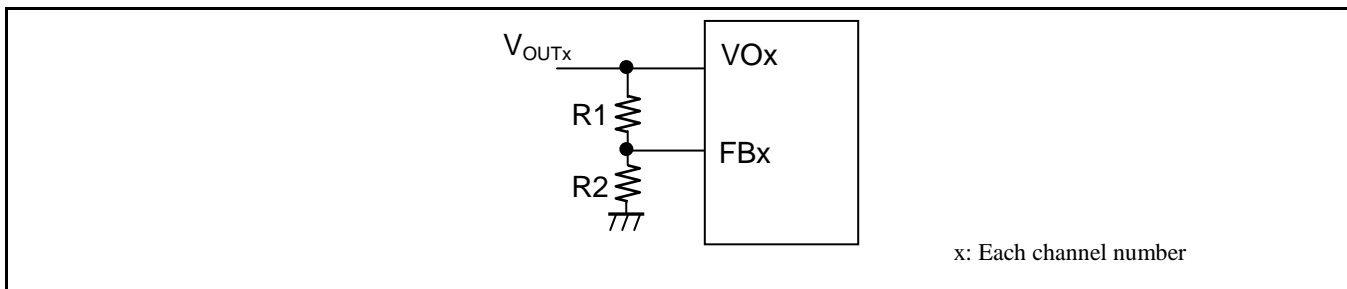 VOUTx
VOx
R1
FBx
R2
x: Each channel number